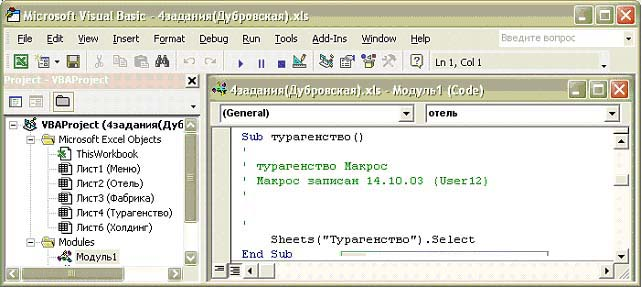 Microsoft Visual Basic - 4задания(Дубровская).xls
File Edit View Insert Format Debug Run Tools Add-Ins Window Help Введите вопрос
Ln 1, Col 1
Project - VBAProject
4задания(Дубровская).xls - Модуль1 (Code)
(General) отель
VBAProject (4задания(Дуб
Microsoft Excel Objects
ThisWorkbook
Лист1 (Меню)
Лист2 (Отель)
Лист3 (Фабрика)
Лист4 (Турагенство)
Лист6 (Холдинг)
Modules
Модуль1
Sub турагенство()
'
' турагенство Макрос
' Макрос записан 14.10.03 (User12)
'
'
Sheets("Турагенство").Select
End Sub